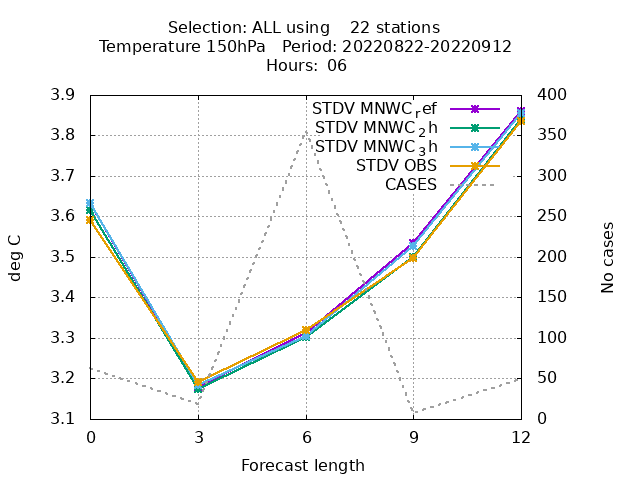 Selection: ALL using 22 stations
Temperature 150hPa Period: 20220822-20220912
Hours: 06
3.9
3.8
3.7
3.6
3.5
3.4
3.3
3.2
3.1
400
350
300
250
200
150
100
50
0
STDV MNWC_ref
STDV MNWC_2h
STDV MNWC_3h
STDV OBS
CASES
deg C
No cases
0 3 6 9 12
Forecast length